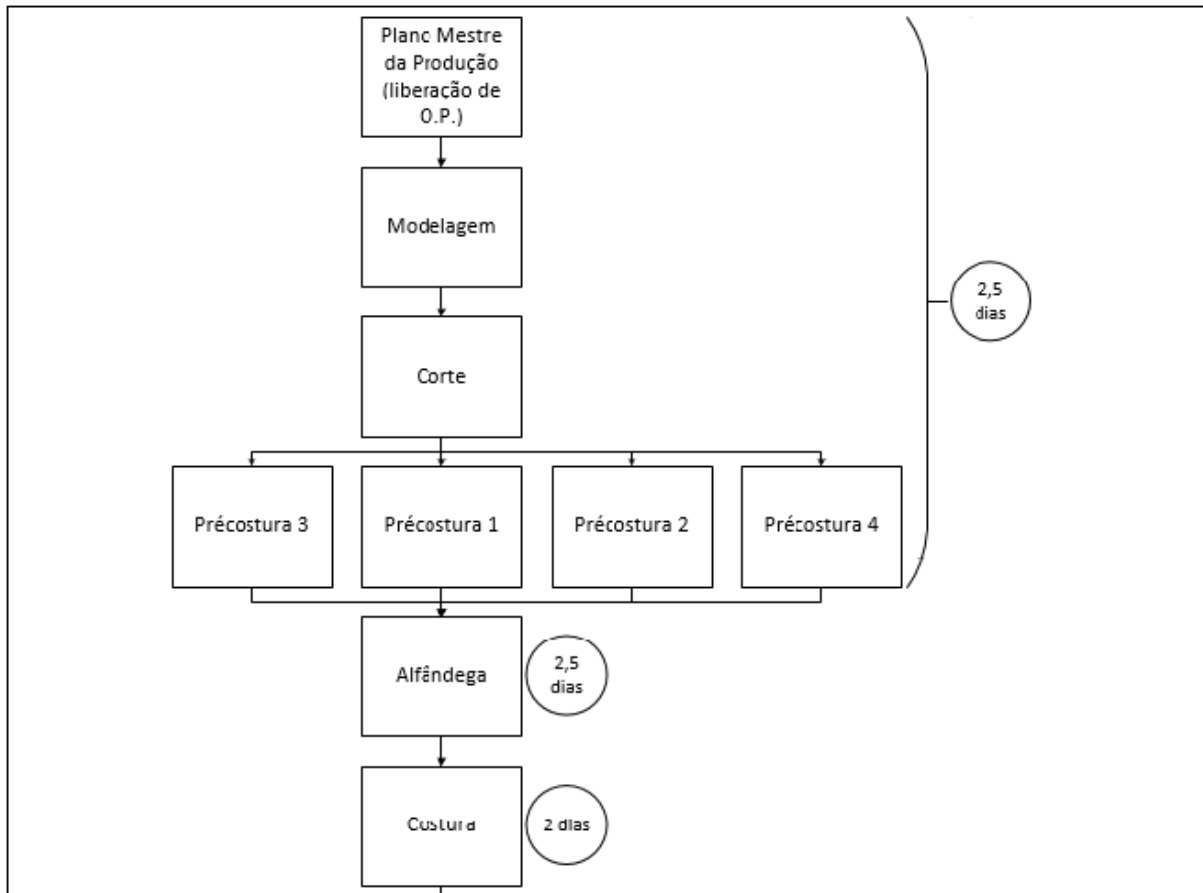 Planc Mestre
da Produção
(liberação de
O.P.)
Modelagem
2,5
dias
Corte
Précostura 3
Précostura 1
Précostura 2
Précostura 4
Alfândega
2,5
dias
Costura
2 dias